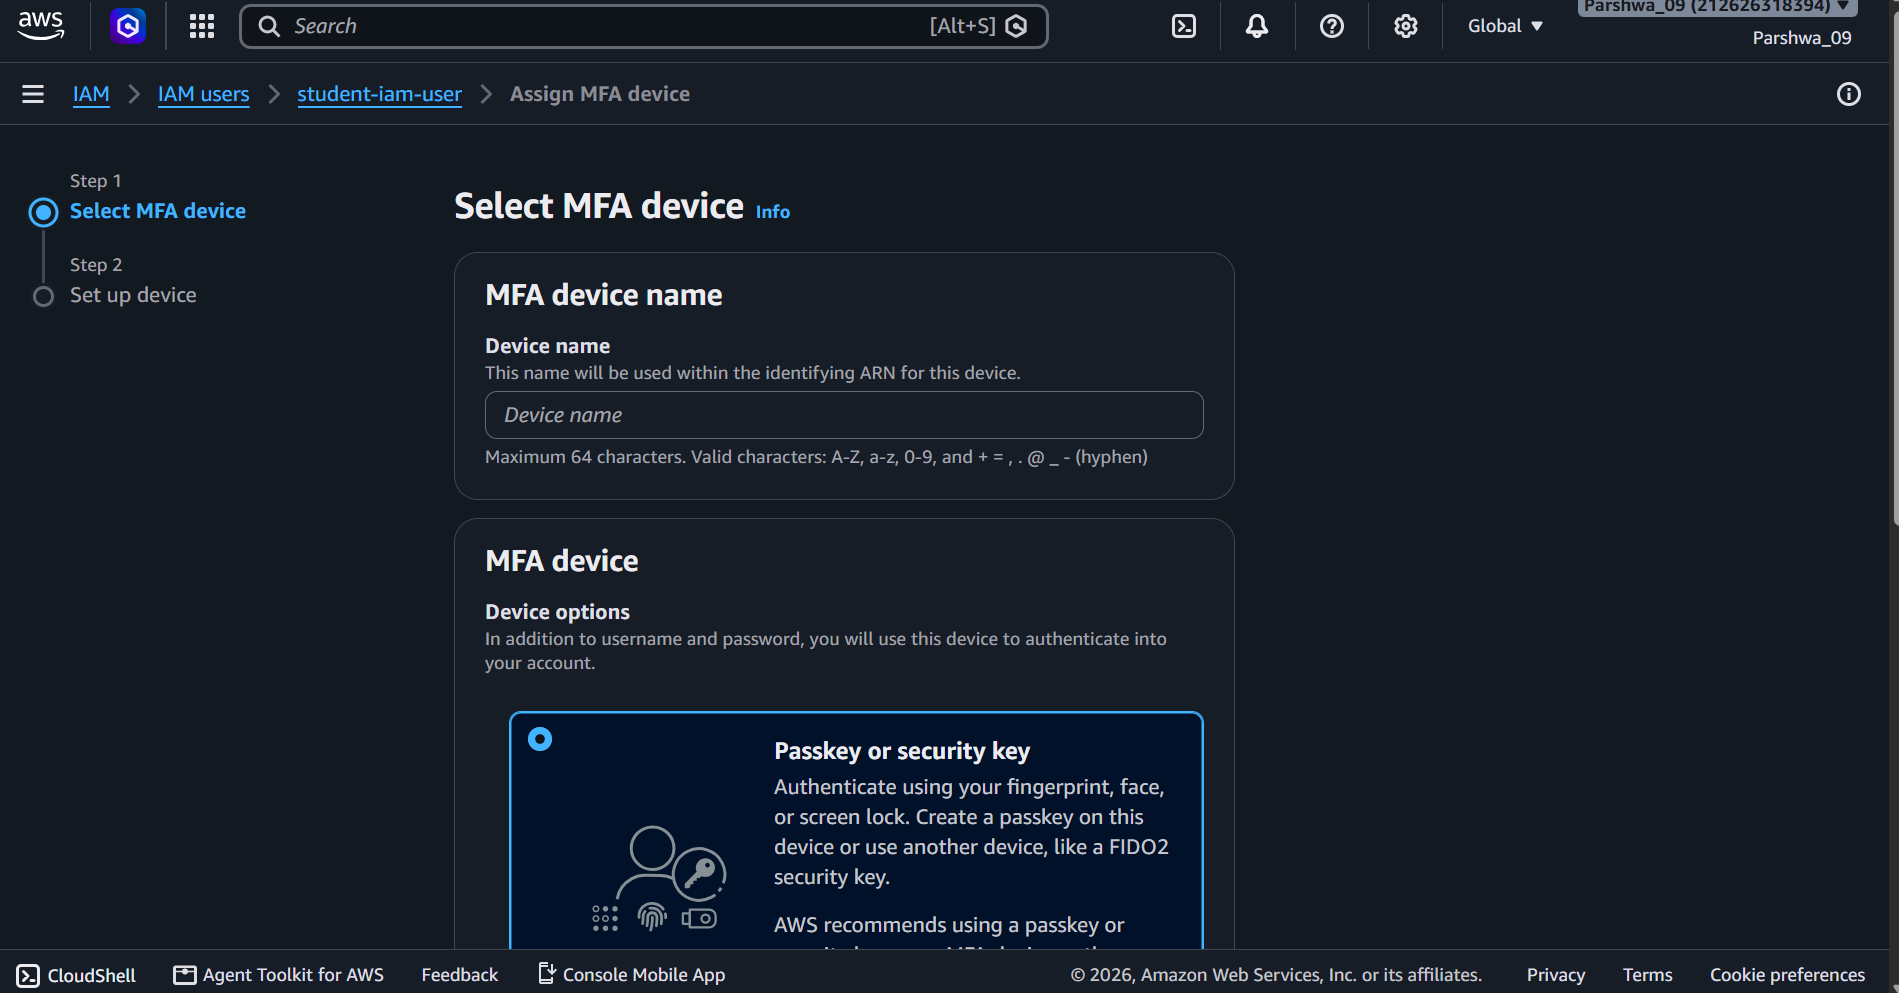 aws
Search
[Alt+S]
Global
Parshwa_09 (212626318394)
Parshwa_09
IAM
IAM users
student-iam-user
Assign MFA device
Step 1
Select MFA device
Step 2
Set up device
Select MFA device Info
MFA device name
Device name
This name will be used within the identifying ARN for this device.
Device name
Maximum 64 characters. Valid characters: A-Z, a-z, 0-9, and + = , . @ _ - (hyphen)
MFA device
Device options
In addition to username and password, you will use this device to authenticate into
your account.
Passkey or security key
Authenticate using your fingerprint, face,
or screen lock. Create a passkey on this
device or use another device, like a FIDO2
security key.
AWS recommends using a passkey or
CloudShell
Agent Toolkit for AWS
Feedback
Console Mobile App
© 2026, Amazon Web Services, Inc. or its affiliates.
Privacy
Terms
Cookie preferences